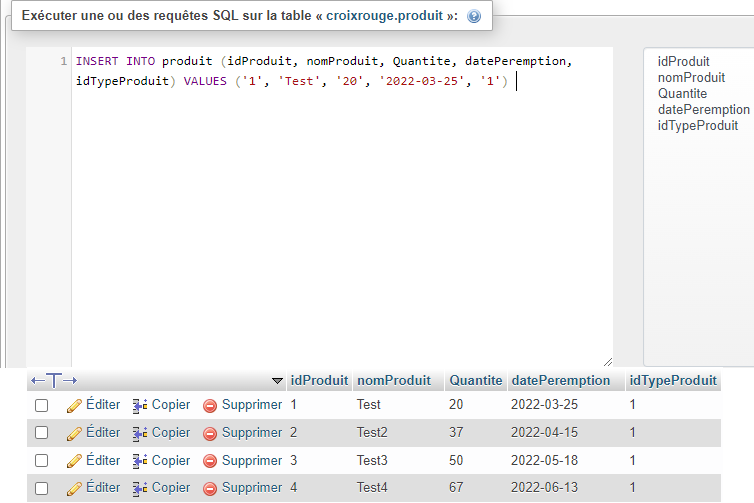 Exécuter une ou des requêtes SQL sur la table « croixrouge.produit »:
1 INSERT INTO produit (idProduit, nomProduit, Quantite, datePeremption,
idTypeProduit) VALUES ('1', 'Test', '20', '2022-03-25', '1')
idProduit
nomProduit
Quantite
datePeremption
idTypeProduit
idProduit nomProduit Quantite datePeremption idTypeProduit
Éditer Copier Supprimer 1 Test 20 2022-03-25 1
Éditer Copier Supprimer 2 Test2 37 2022-04-15 1
Éditer Copier Supprimer 3 Test3 50 2022-05-18 1
Éditer Copier Supprimer 4 Test4 67 2022-06-13 1